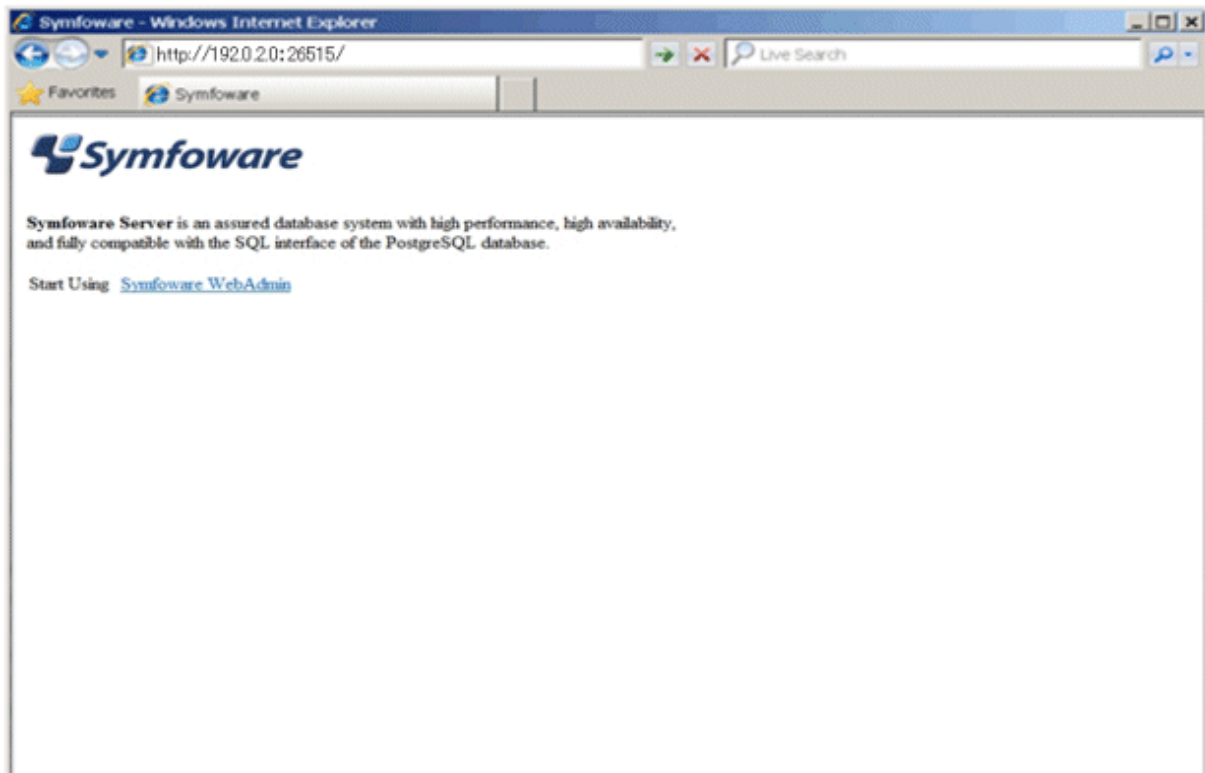 Symfoware - Windows Internet Explorer
http://192.0.2.0:26515/
Live Search
Favorites
Symfoware
Symfoware
Symfoware Server is an assured database system with high performance, high availability,
and fully compatible with the SQL interface of the PostgreSQL database.
Start Using Symfoware WebAdmin